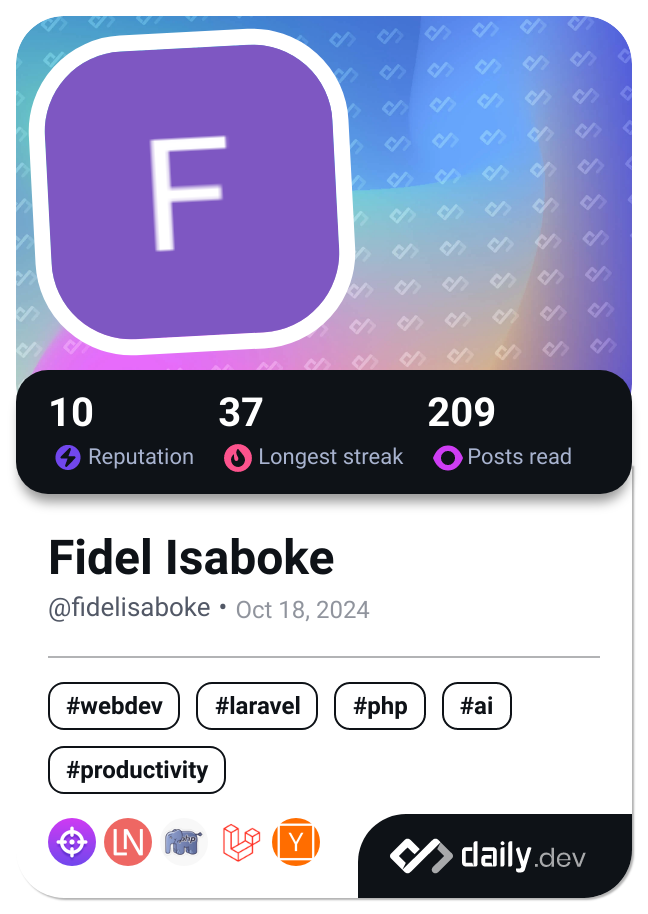 F
10 37 209
Reputation Longest streak Posts read
Fidel Isaboke
@fidelisaboke • Oct 18, 2024
#webdev #laravel #php #ai
#productivity
LN php Y
daily.dev